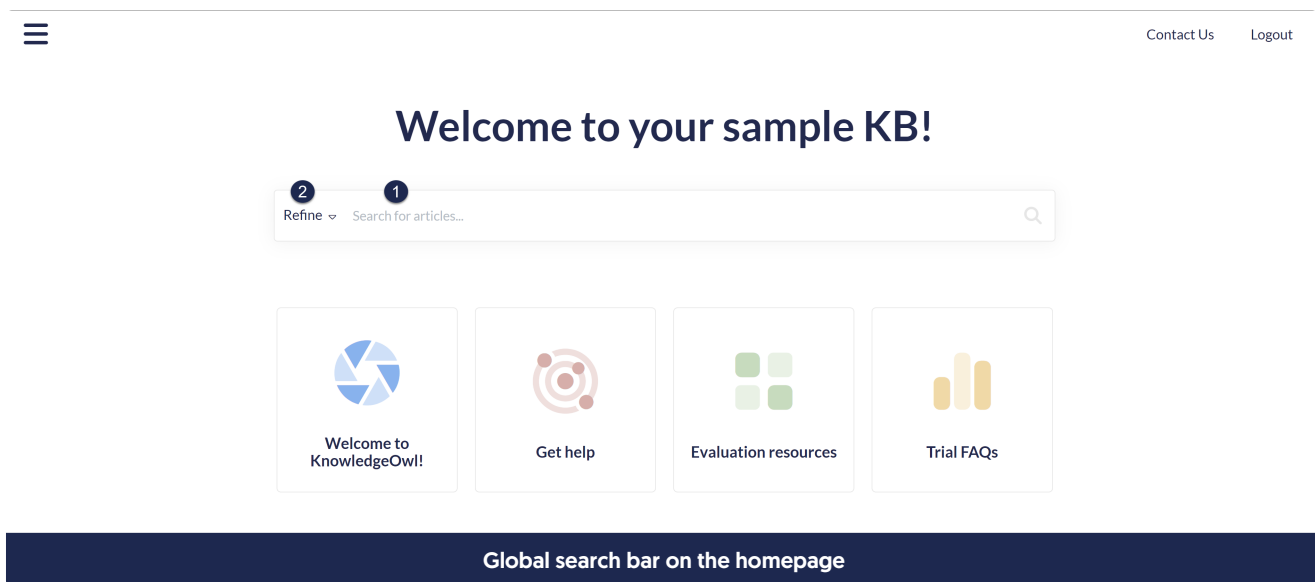 Contact Us Logout
Welcome to your sample KB!
2 1
Refine Search for articles...
Welcome to
KnowledgeOwl!
Get help
Evaluation resources
Trial FAQs
Global search bar on the homepage